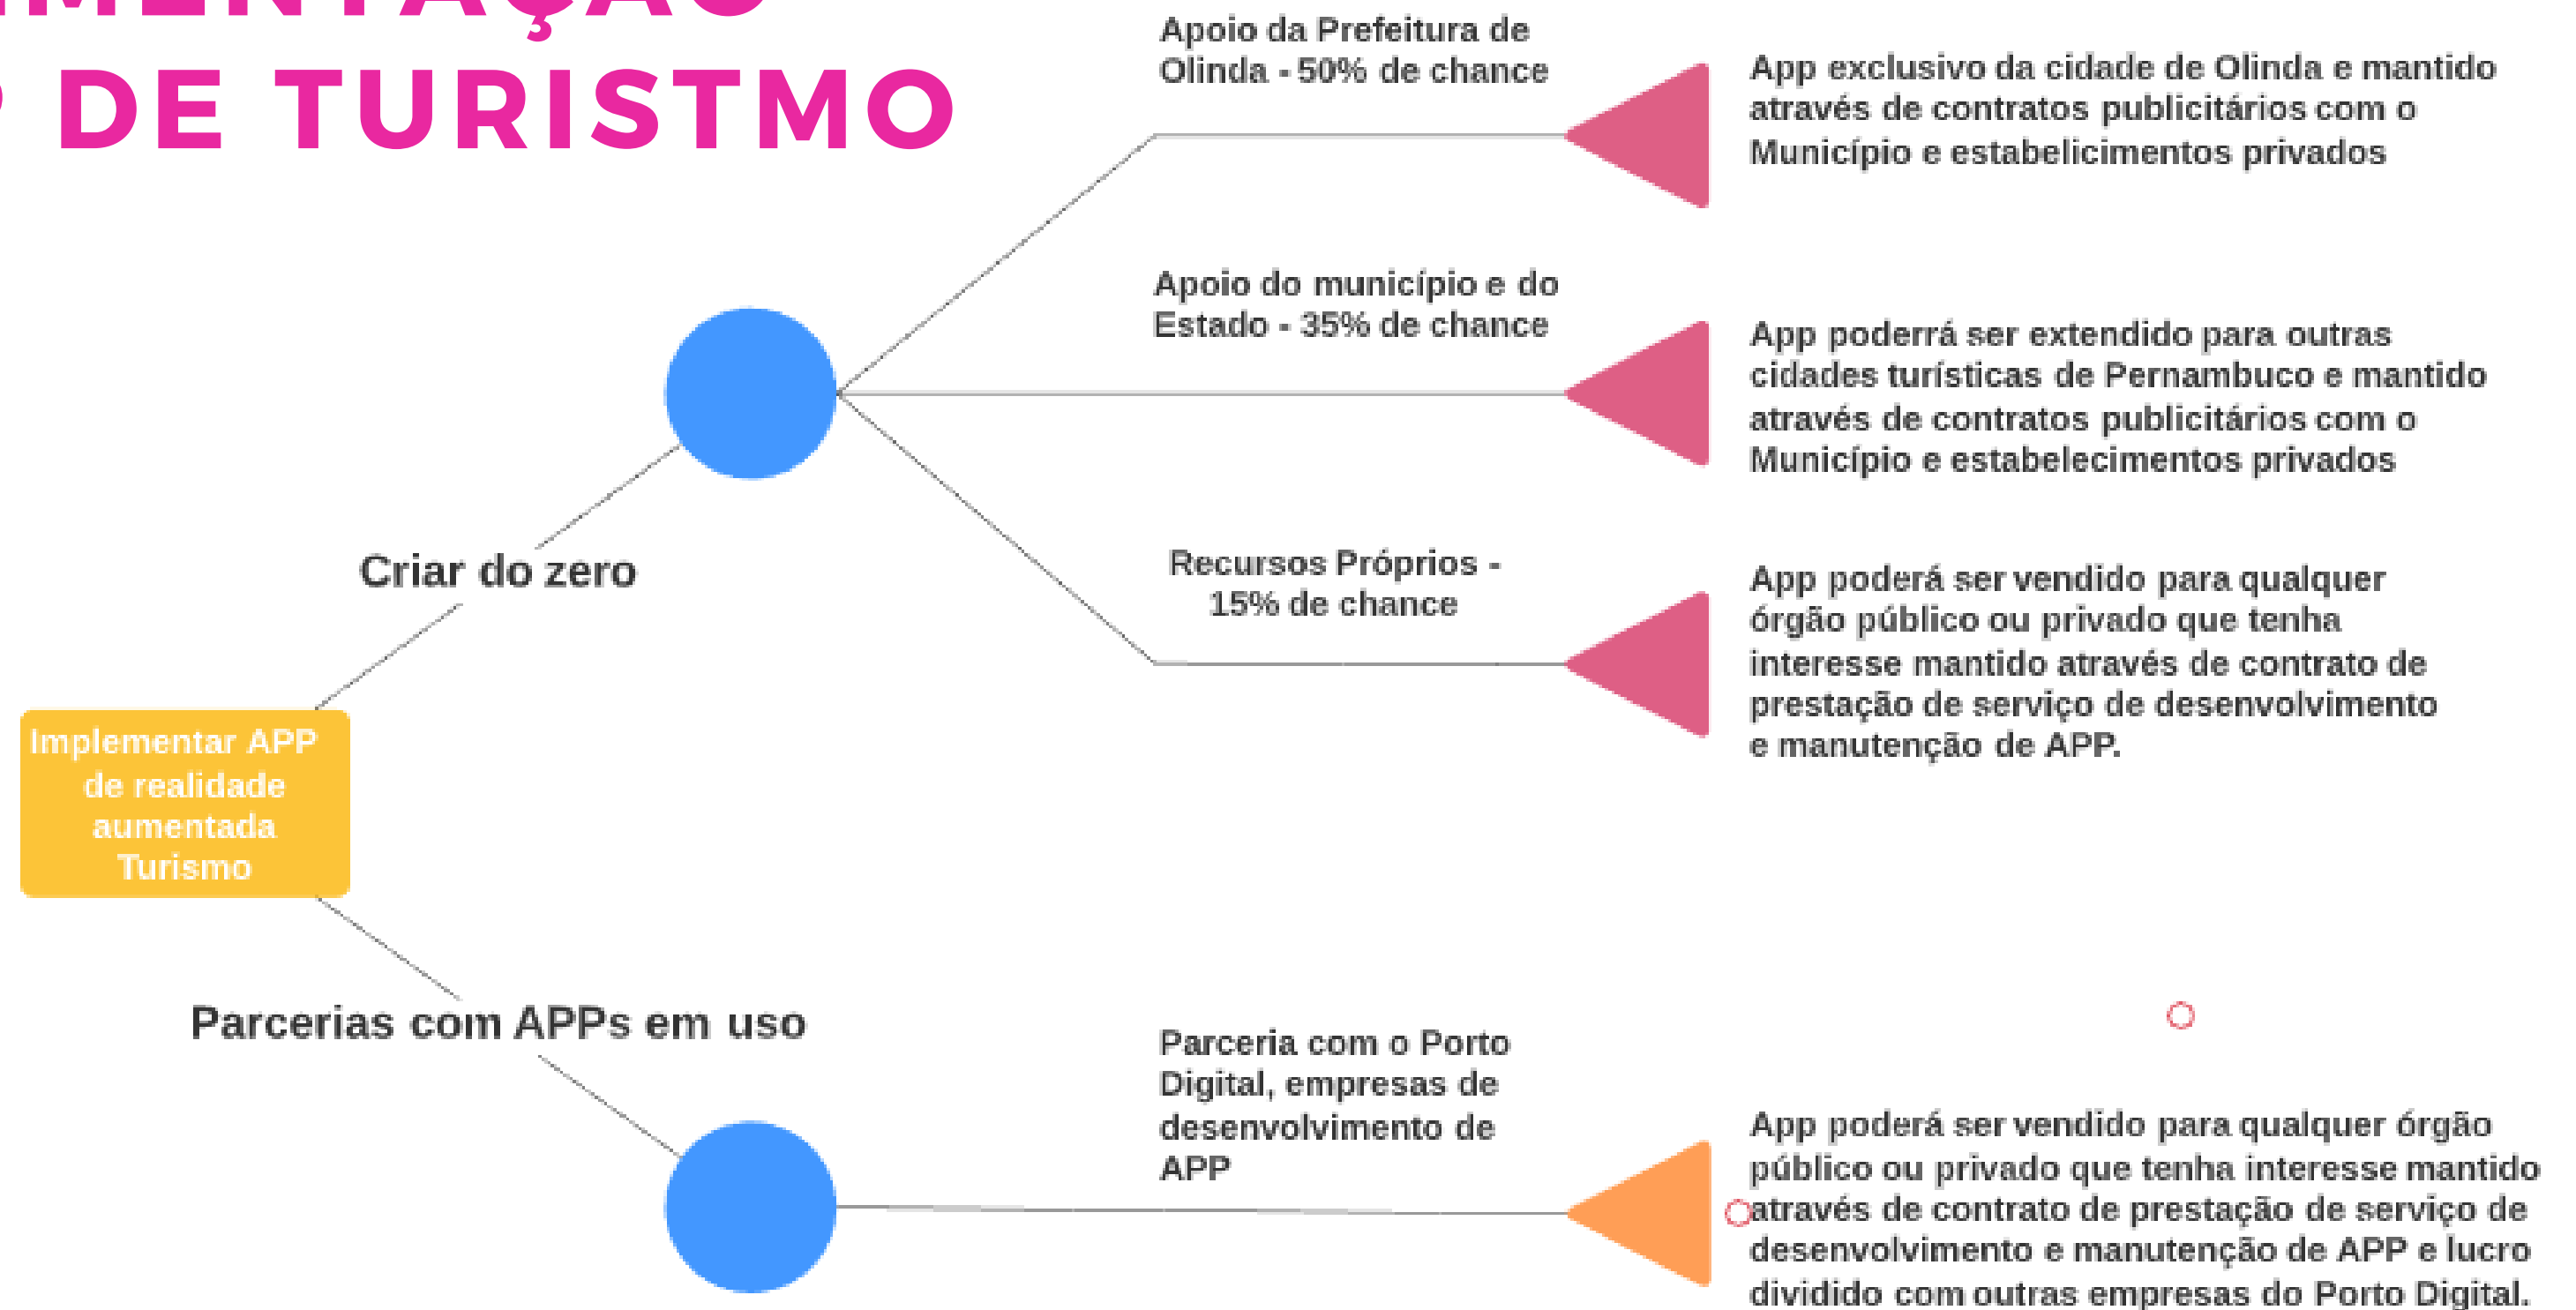 MENTAÇÃO
DE TURISTMO
Apoio da Prefeitura de
Olinda - 50% de chance
App exclusivo da cidade de Olinda e mantido
através de contratos publicitários com o
Município e estabelicimentos privados
Apoio do município e do
Estado - 35% de chance
App poderrá ser extendido para outras
cidades turísticas de Pernambuco e mantido
através de contratos publicitários com o
Município e estabelecimentos privados
Criar do zero
Recursos Próprios -
15% de chance
App poderá ser vendido para qualquer
órgão público ou privado que tenha
interesse mantido através de contrato de
prestação de serviço de desenvolvimento
e manutenção de APP.
Implementar APP
de realidade
aumentada
Turismo
Parcerias com APPs em uso
Parceria com o Porto
Digital, empresas de
desenvolvimento de
APP
App poderá ser vendido para qualquer órgão
público ou privado que tenha interesse mantido
através de contrato de prestação de serviço de
desenvolvimento e manutenção de APP e lucro
dividido com outras empresas do Porto Digital.